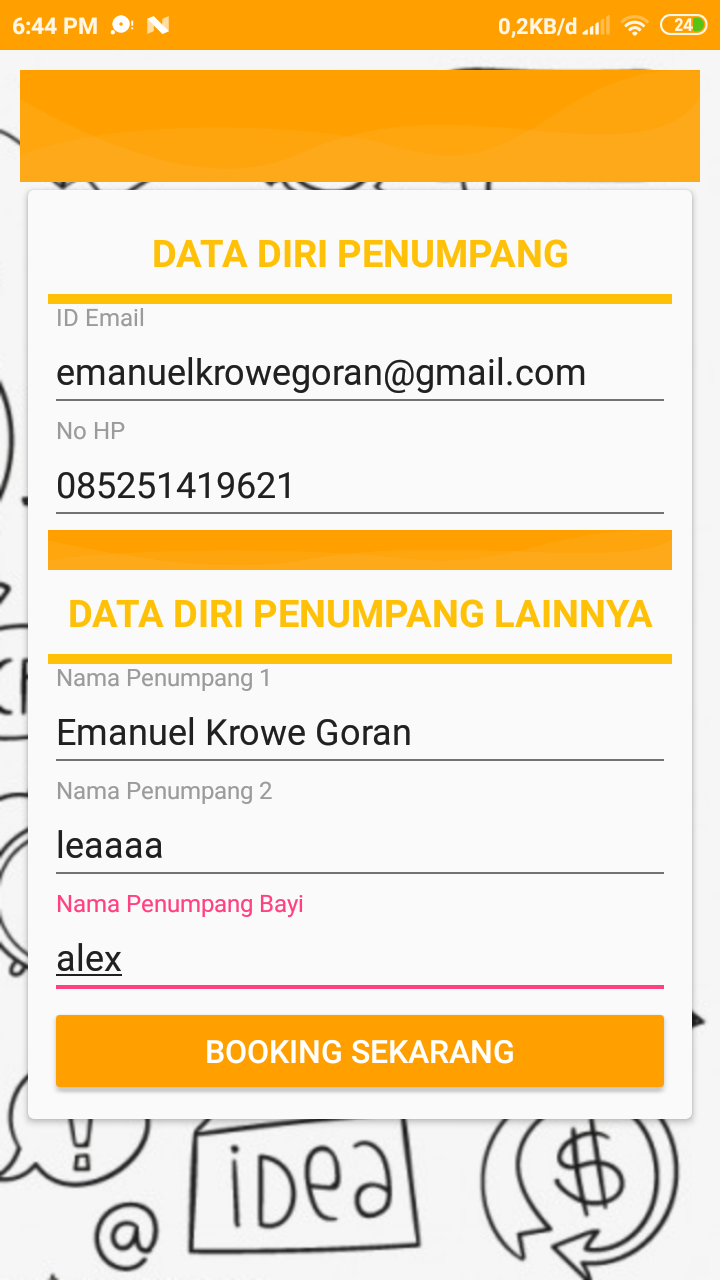 6:44 PM 0,2KB/d 24
DATA DIRI PENUMPANG
ID Email
emanuelkrowegoran@gmail.com
No HP
085251419621
DATA DIRI PENUMPANG LAINNYA
Nama Penumpang 1
Emanuel Krowe Goran
Nama Penumpang 2
leaaaa
Nama Penumpang Bayi
alex
BOOKING SEKARANG
!
iDea
$
@